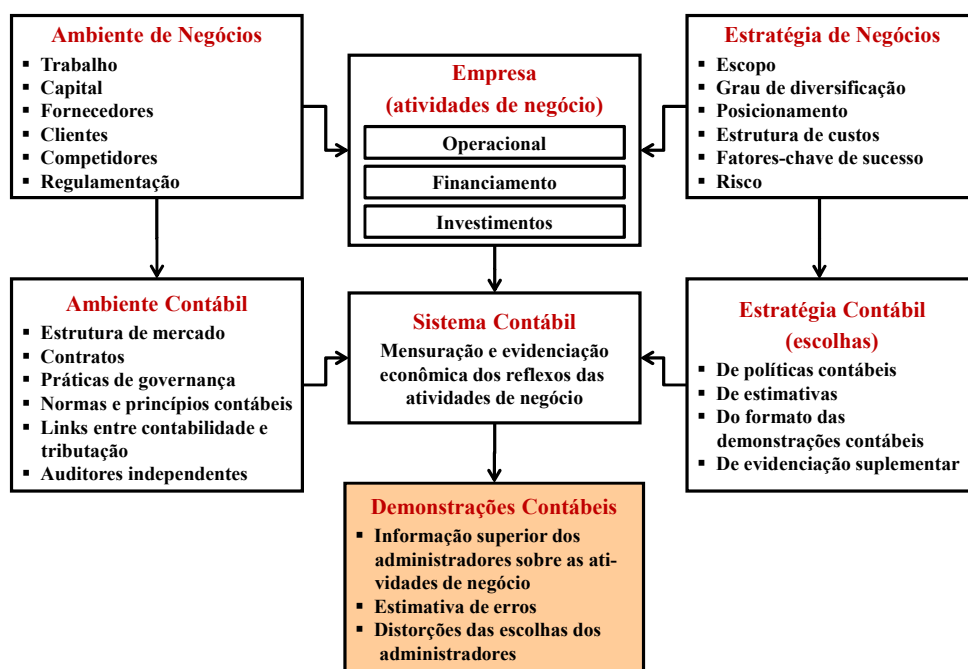 Ambiente de Negócios
▪ Trabalho
▪ Capital
▪ Fornecedores
▪ Clientes
▪ Competidores
▪ Regulamentação
Empresa
(atividades de negócio)
Operacional
Financiamento
Investimentos
Estratégia de Negócios
▪ Escopo
▪ Grau de diversificação
▪ Posicionamento
▪ Estrutura de custos
▪ Fatores-chave de sucesso
▪ Risco
Ambiente Contábil
▪ Estrutura de mercado
▪ Contratos
▪ Práticas de governança
▪ Normas e princípios contábeis
▪ Links entre contabilidade e
tributação
▪ Auditores independentes
Sistema Contábil
Mensuração e evidenciação
econômica dos reflexos das
atividades de negócio
Estratégia Contábil
(escolhas)
▪ De políticas contábeis
▪ De estimativas
▪ Do formato das
demonstrações contábeis
▪ De evidenciação suplementar
Demonstrações Contábeis
▪ Informação superior dos
administradores sobre as ati-
vidades de negócio
▪ Estimativa de erros
▪ Distorções das escolhas dos
administradores